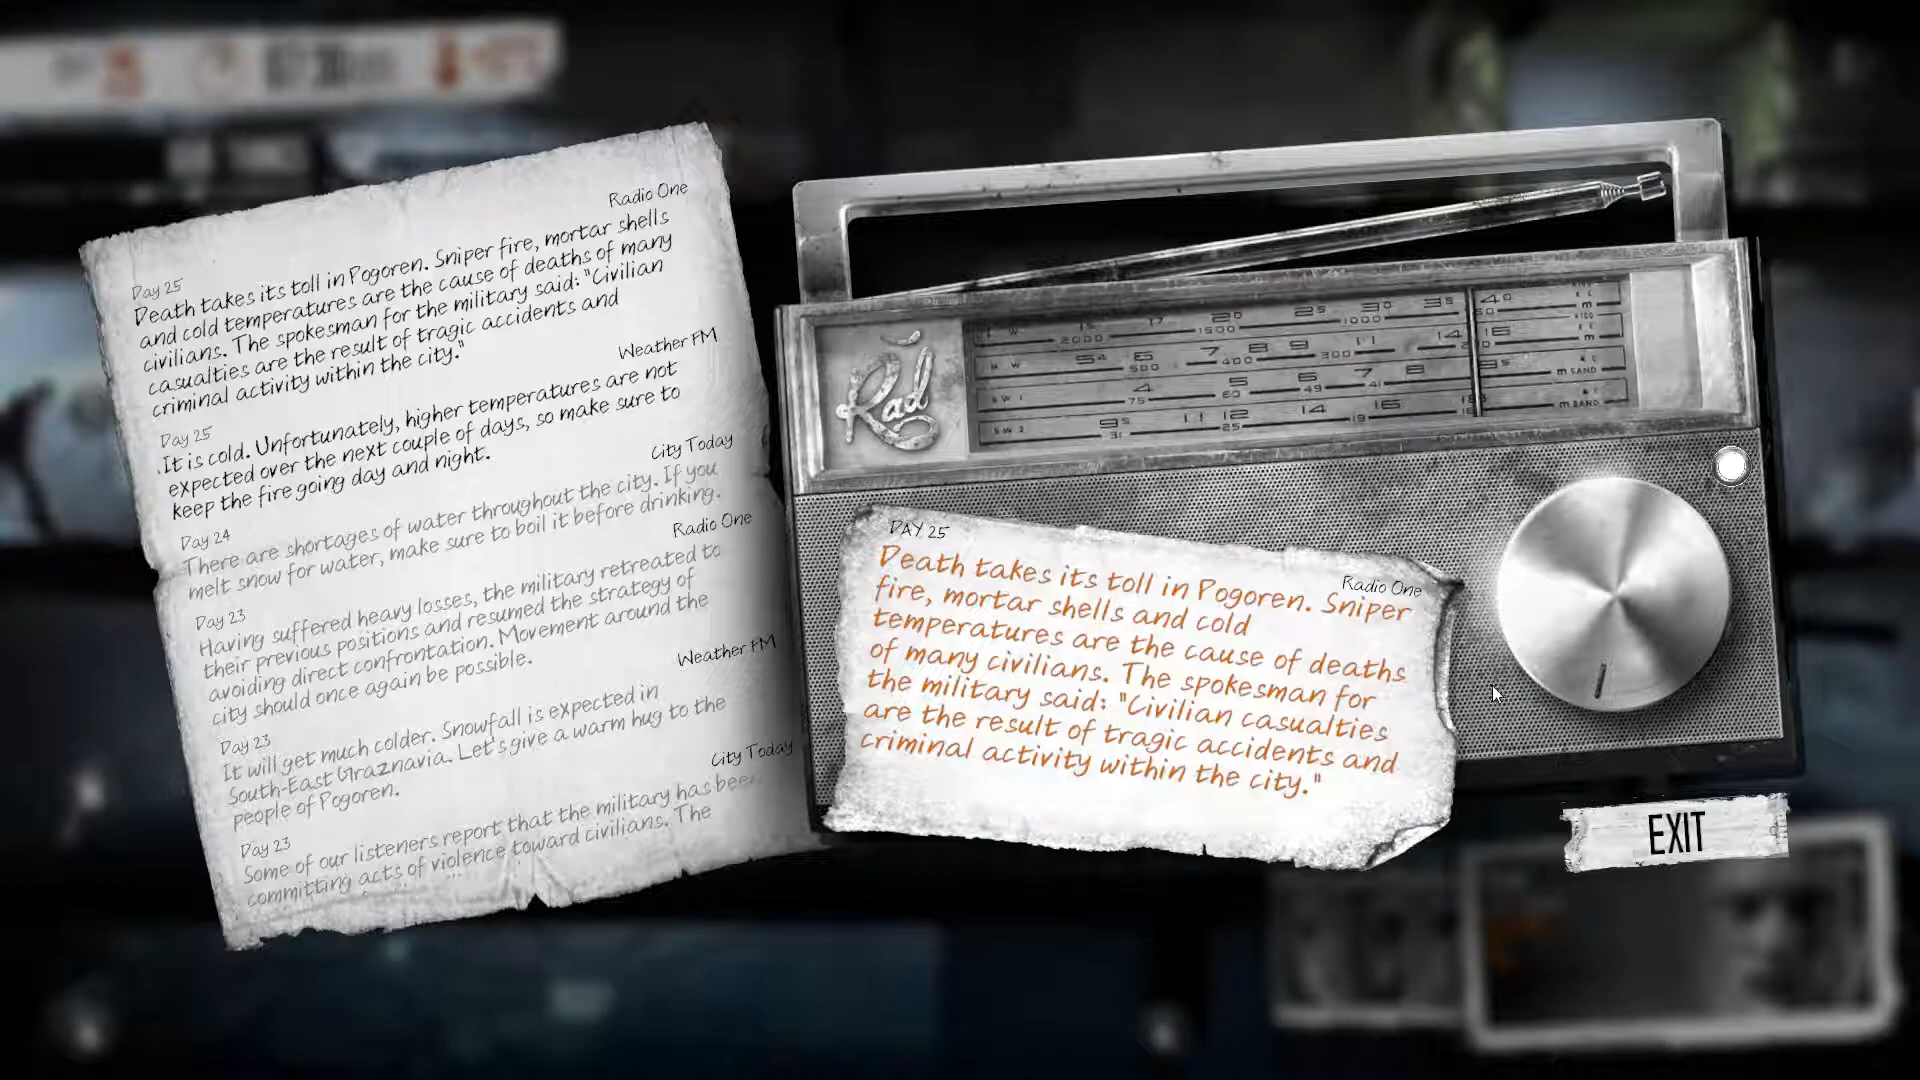 Radio One
Day 25
Death takes its toll in Pogoren. Sniper fire, mortar shells
and cold temperatures are the cause of deaths of many
civilians. The spokesman for the military said: "Civilian
casualties are the result of tragic accidents and
criminal activity within the city."
Weather FM
Day 25
It is cold. Unfortunately, higher temperatures are not
expected over the next couple of days, so make sure to
keep the fire going day and night.
City Today
Day 24
There are shortages of water throughout the city. If you
melt snow for water, make sure to boil it before drinking.
Radio One
Day 23
Having suffered heavy losses, the military retreated to
their previous positions and resumed the strategy of
avoiding direct confrontation. Movement around the
city should once again be possible.
Weather FM
Day 23
It will get much colder. Snowfall is expected in
South-East Graznavia. Let's give a warm hug to the
people of Pogoren.
City Today
Day 23
Some of our listeners report that the military has been
committing acts of violence toward civilians. The
Rad
DAY 25
Radio One
Death takes its toll in Pogoren. Sniper
fire, mortar shells and cold
temperatures are the cause of deaths
of many civilians. The spokesman for
the military said: "Civilian casualties
are the result of tragic accidents and
criminal activity within the city."
EXIT